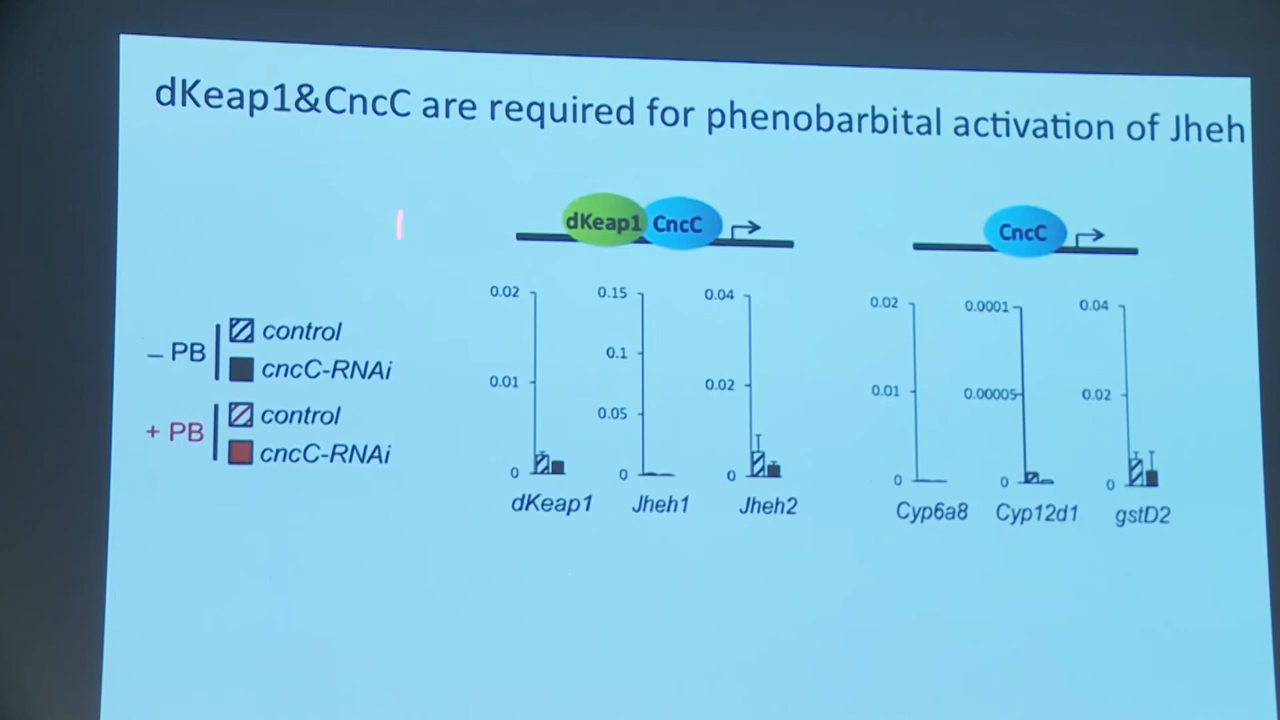 dKeap1&CncC are required for phenobarbital activation of Jheh
dKeap1 CncC
CncC
– PB
control
cncC-RNAi
+ PB
control
cncC-RNAi
0.02
0.01
0
dKeap1
0.15
0.1
0.05
0
Jheh1
0.04
0.02
0
Jheh2
0.02
0.01
0
Cyp6a8
0.0001
0.00005
0
Cyp12d1
0.04
0.02
0
gstD2